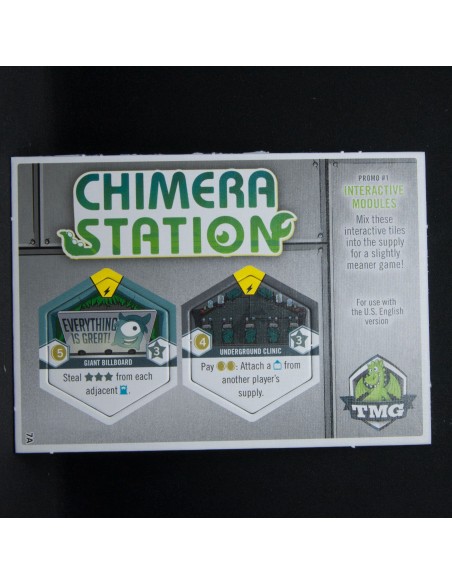 CHIMERA
STATION
PROMO #1
INTERACTIVE
MODULES
Mix these
interactive tiles
into the supply
for a slightly
meaner game!
For use with
the U.S. English
version
TMG
EVERYTHING
IS GREAT!
5
3
GIANT BILLBOARD
Steal from each
adjacent .
4
3
UNDERGROUND CLINIC
Pay : Attach a from
another player's
supply.
7A